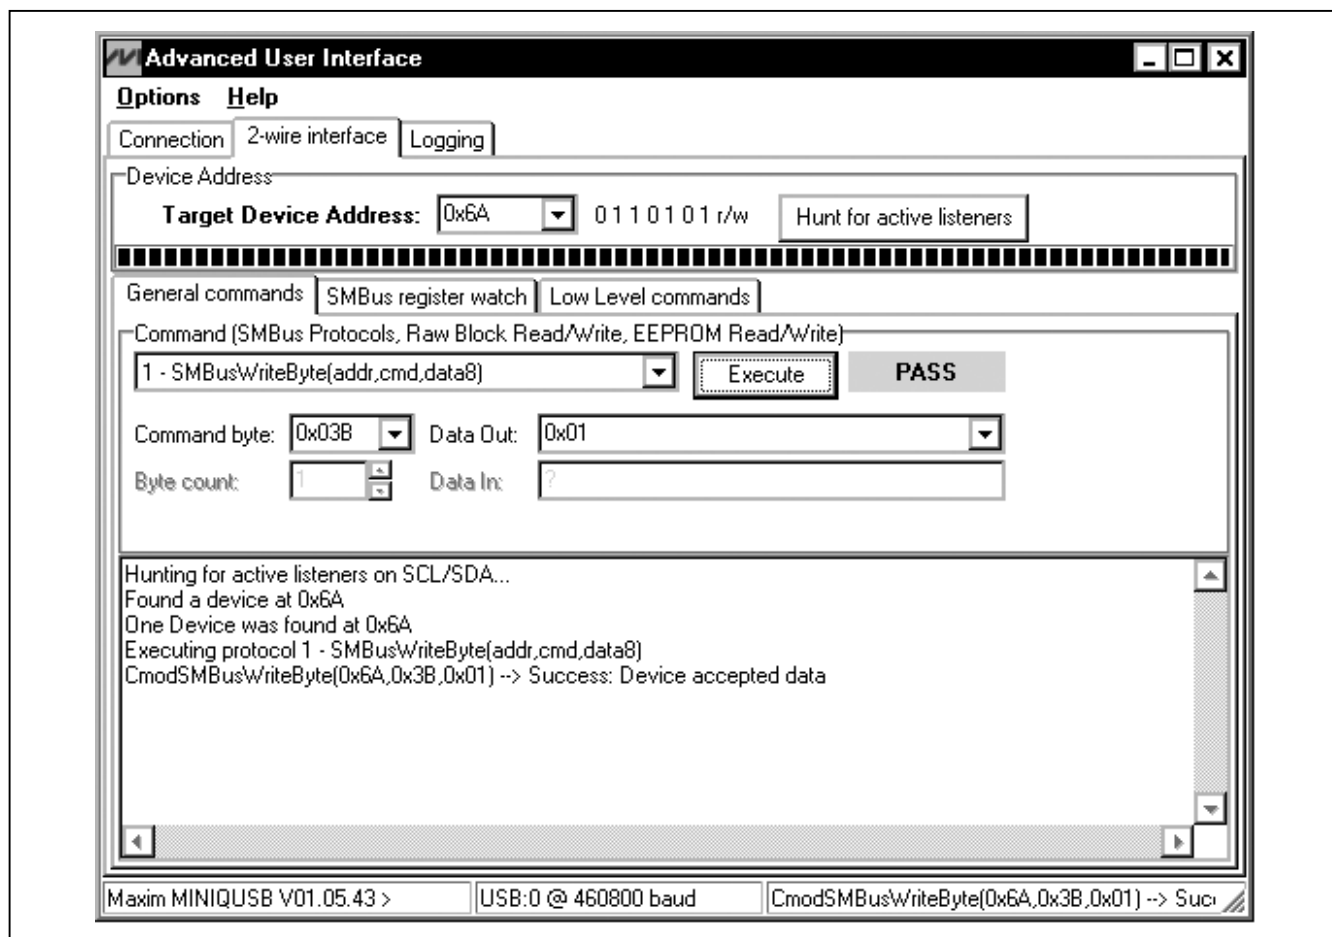 Advanced User Interface
Options Help
Connection 2-wire interface Logging
Device Address
Target Device Address: 0x6A 0 1 1 0 1 0 1 r/w Hunt for active listeners
General commands SMBus register watch Low Level commands
Command (SMBus Protocols, Raw Block Read/Write, EEPROM Read/Write)
1 - SMBusWriteByte(addr,cmd,data8) Execute PASS
Command byte: 0x03B Data Out: 0x01
Byte count: 1 Data In: ?
Hunting for active listeners on SCL/SDA...
Found a device at 0x6A
One Device was found at 0x6A
Executing protocol 1 - SMBusWriteByte(addr,cmd,data8)
CmodSMBusWriteByte(0x6A,0x3B,0x01) --> Success: Device accepted data
Maxim MINIQUSB V01.05.43 > USB:0 @ 460800 baud CmodSMBusWriteByte(0x6A,0x3B,0x01) --> Succ